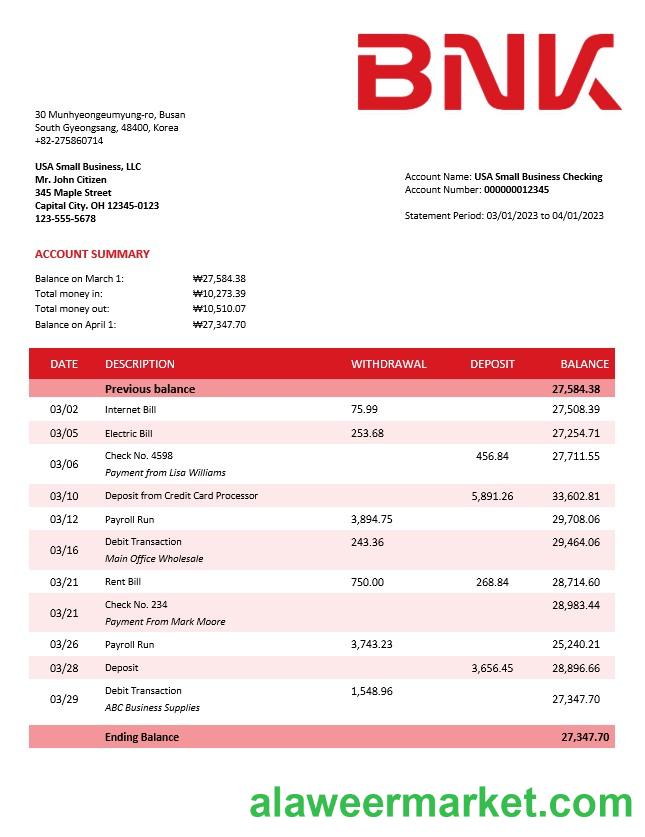 BNK
30 Munhyeongeumyung-ro, Busan
South Gyeongsang, 48400, Korea
+82-275860714
USA Small Business, LLC
Mr. John Citizen
345 Maple Street
Capital City. OH 12345-0123
123-555-5678
Account Name: USA Small Business Checking
Account Number: 000000012345
Statement Period: 03/01/2023 to 04/01/2023
ACCOUNT SUMMARY
Balance on March 1: ₩27,584.38
Total money in: ₩10,273.39
Total money out: ₩10,510.07
Balance on April 1: ₩27,347.70
DATE DESCRIPTION WITHDRAWAL DEPOSIT BALANCE
Previous balance 27,584.38
03/02 Internet Bill 75.99 27,508.39
03/05 Electric Bill 253.68 27,254.71
03/06 Check No. 4598 456.84 27,711.55
Payment from Lisa Williams
03/10 Deposit from Credit Card Processor 5,891.26 33,602.81
03/12 Payroll Run 3,894.75 29,708.06
03/16 Debit Transaction 243.36 29,464.06
Main Office Wholesale
03/21 Rent Bill 750.00 268.84 28,714.60
03/21 Check No. 234 28,983.44
Payment From Mark Moore
03/26 Payroll Run 3,743.23 25,240.21
03/28 Deposit 3,656.45 28,896.66
03/29 Debit Transaction 1,548.96 27,347.70
ABC Business Supplies
Ending Balance 27,347.70
alaweermarket.com